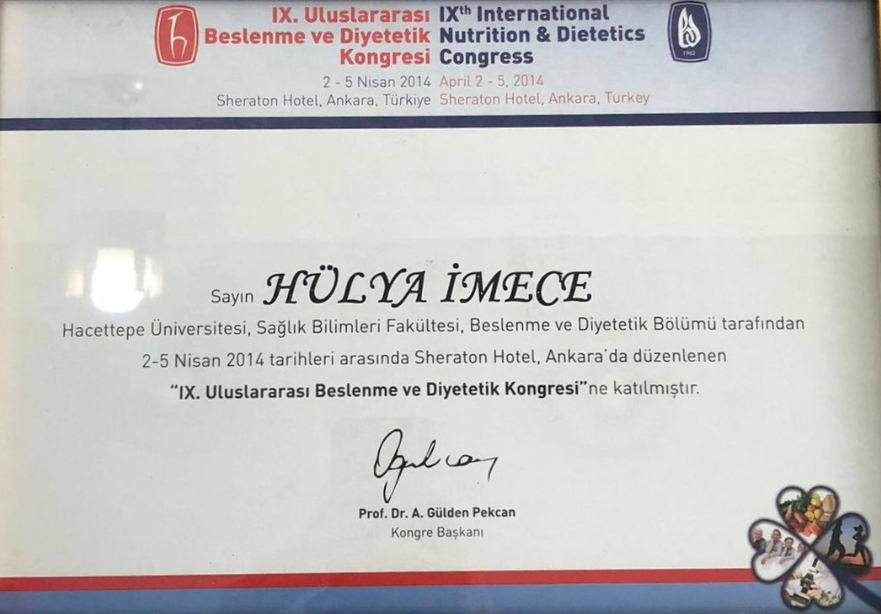 IX. Uluslararası
Beslenme ve Diyetetik
Kongresi
IXth International
Nutrition & Dietetics
Congress
2 - 5 Nisan 2014
Sheraton Hotel, Ankara, Türkiye
April 2 - 5, 2014
Sheraton Hotel, Ankara, Turkey
1962
Sayın HÜLYA İMECE
Hacettepe Üniversitesi, Sağlık Bilimleri Fakültesi, Beslenme ve Diyetetik Bölümü tarafından
2-5 Nisan 2014 tarihleri arasında Sheraton Hotel, Ankara'da düzenlenen
“IX. Uluslararası Beslenme ve Diyetetik Kongresi”ne katılmıştır.
Prof. Dr. A. Gülden Pekcan
Kongre Başkanı